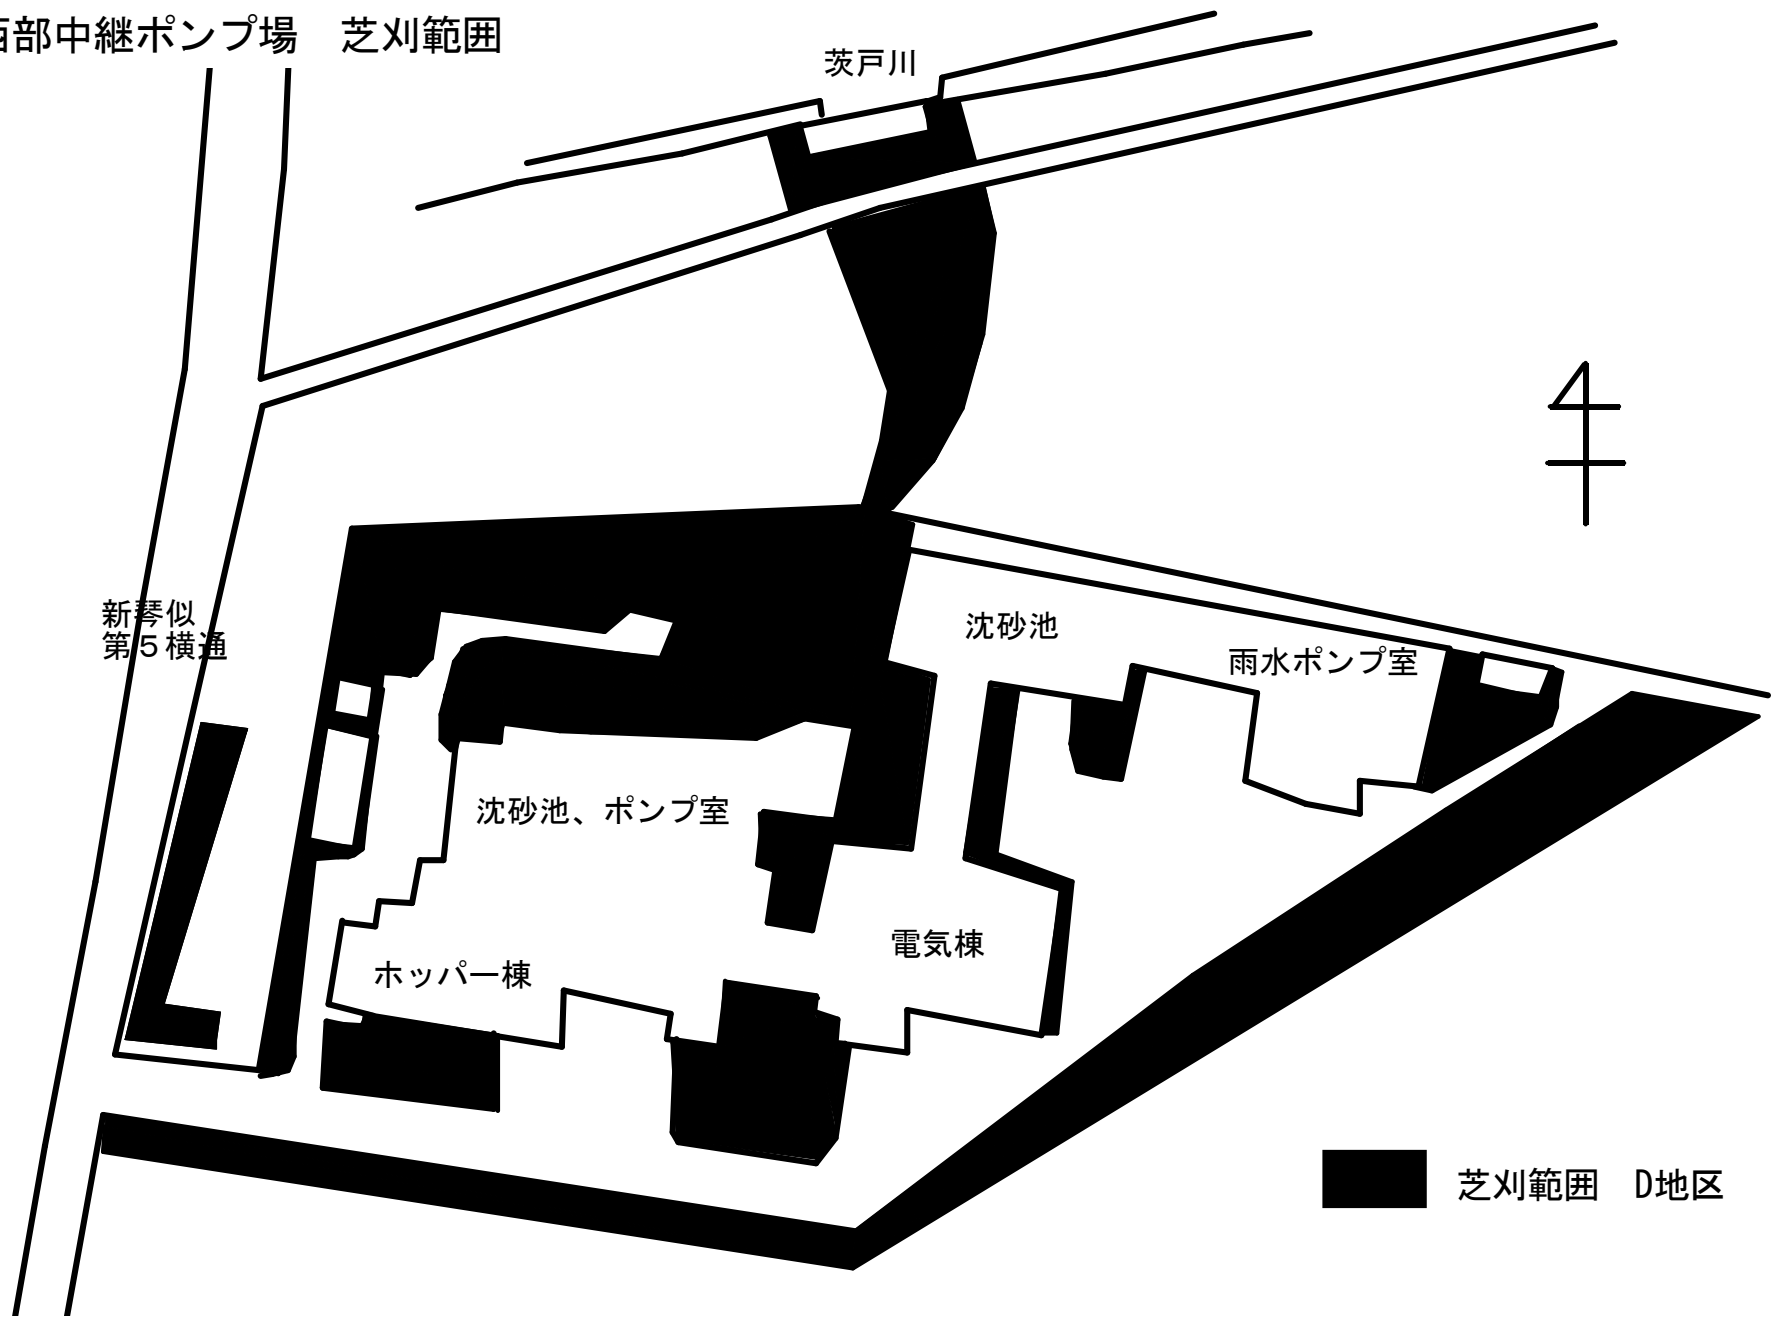 西部中継ポンプ場　芝刈範囲
茨戸川
新琴似
第５横通
沈砂池
雨水ポンプ室
沈砂池、ポンプ室
電気棟
ホッパー棟
芝刈範囲　D地区